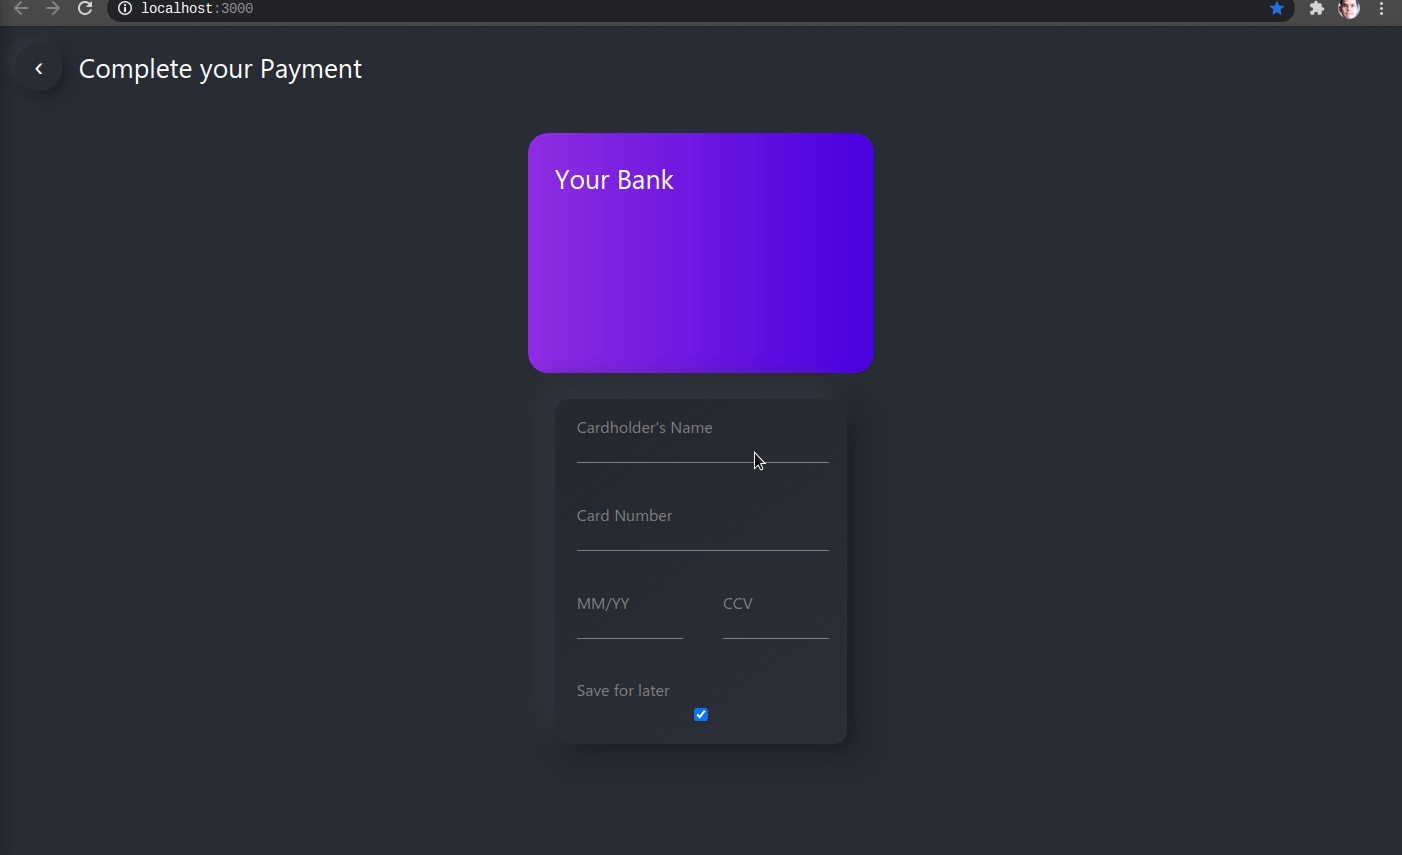 localhost:3000
‹ Complete your Payment
Your Bank
Cardholder's Name
Card Number
MM/YY CCV
Save for later